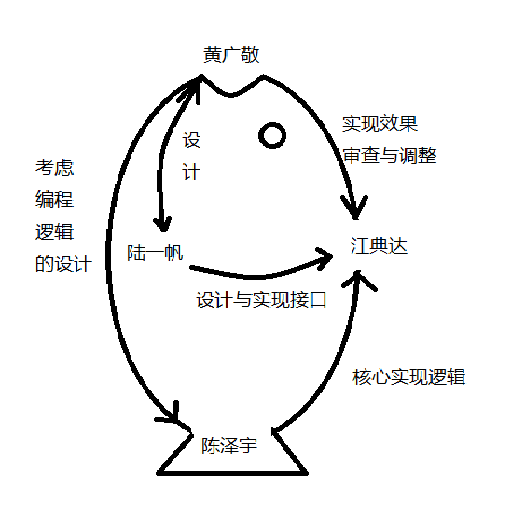 黄广敬
实现效果
审查与调整
设
计
考虑
编程
逻辑
的设计
陆一帆
江典达
设计与实现接口
核心实现逻辑
陈泽宇